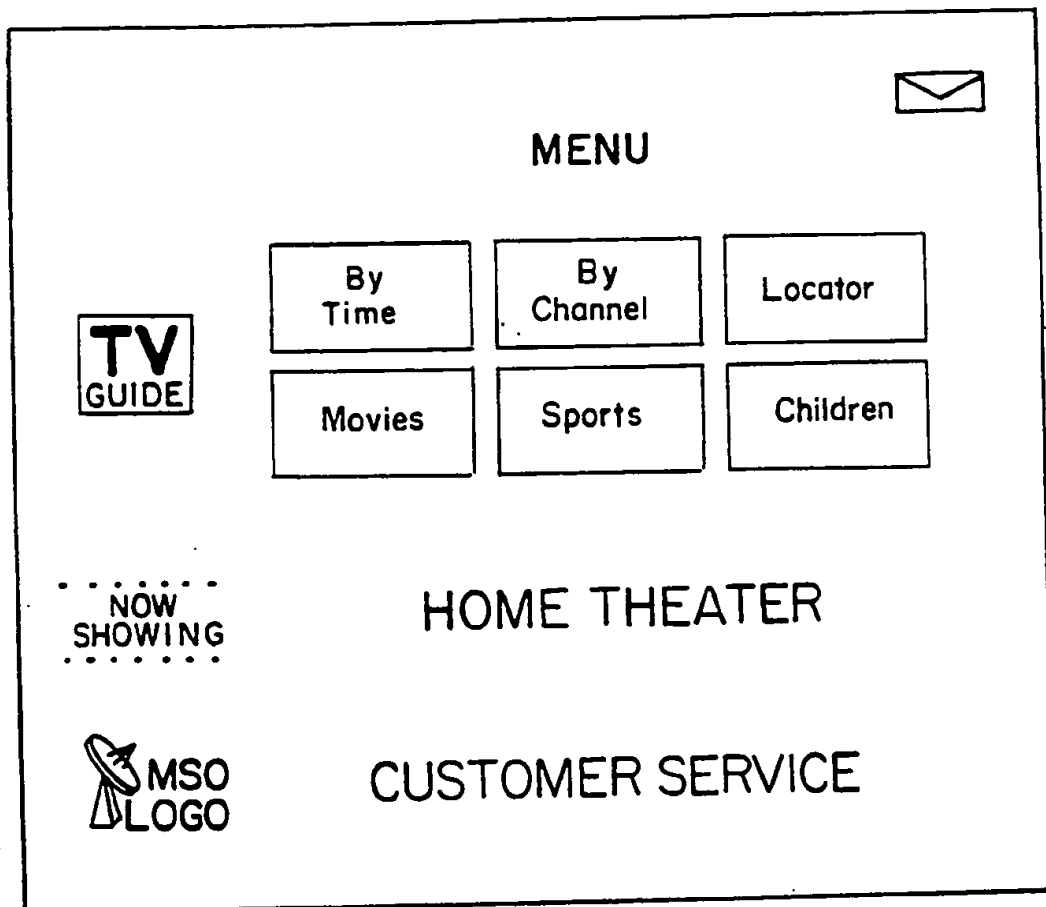 MENU
By
Time
By
Channel
Locator
TV
GUIDE
Movies
Sports
Children
NOW
SHOWING
HOME THEATER
MSO
LOGO
CUSTOMER SERVICE